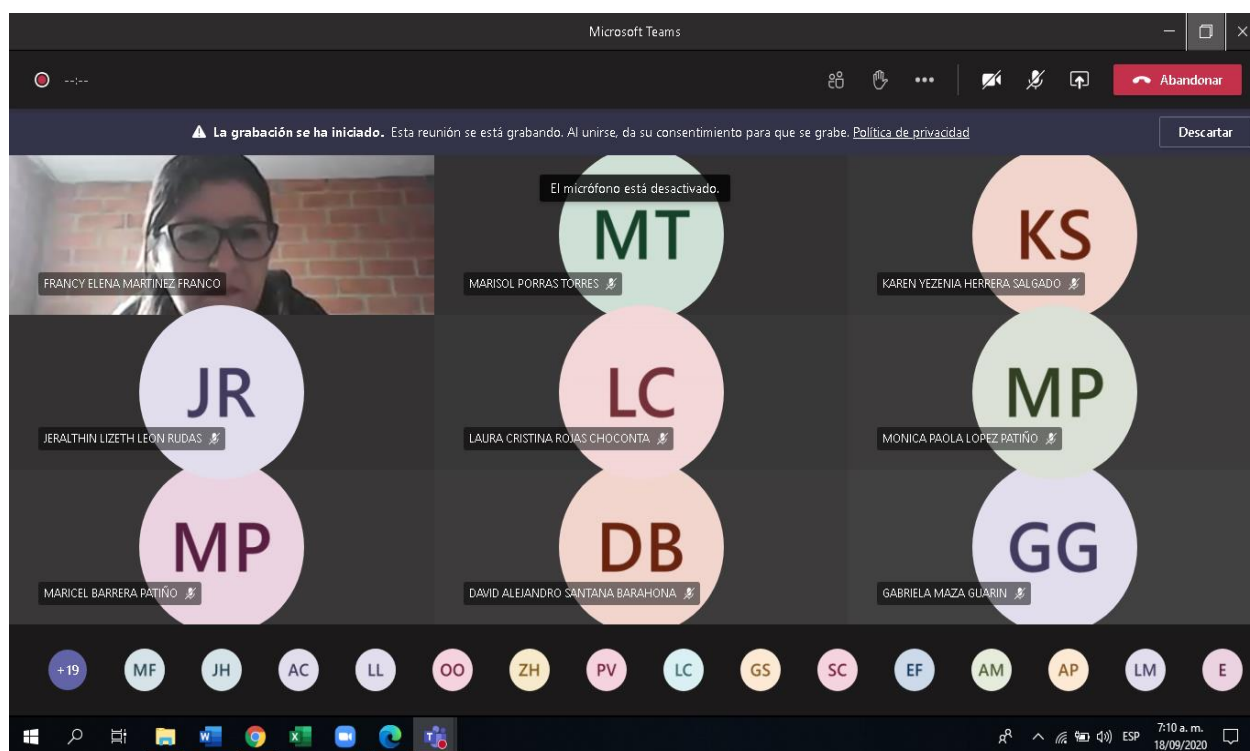 Microsoft Teams
--:--
Abandonar
La grabación se ha iniciado. Esta reunión se está grabando. Al unirse, da su consentimiento para que se grabe. Política de privacidad
Descartar
El micrófono está desactivado.
MT
KS
FRANCY ELENA MARTINEZ FRANCO
MARISOL PORRAS TORRES
KAREN YEZENIA HERRERA SALGADO
JR
LC
MP
JERALTHIN LIZETH LEON RUDAS
LAURA CRISTINA ROJAS CHOCONTA
MONICA PAOLA LOPEZ PATIÑO
MP
DB
GG
MARICEL BARRERA PATIÑO
DAVID ALEJANDRO SANTANA BARAHONA
GABRIELA MAZA GUARIN
+19 MF JH AC LL OO ZH PV LC GS SC EF AM AP LM E
ESP
7:10 a. m.
18/09/2020